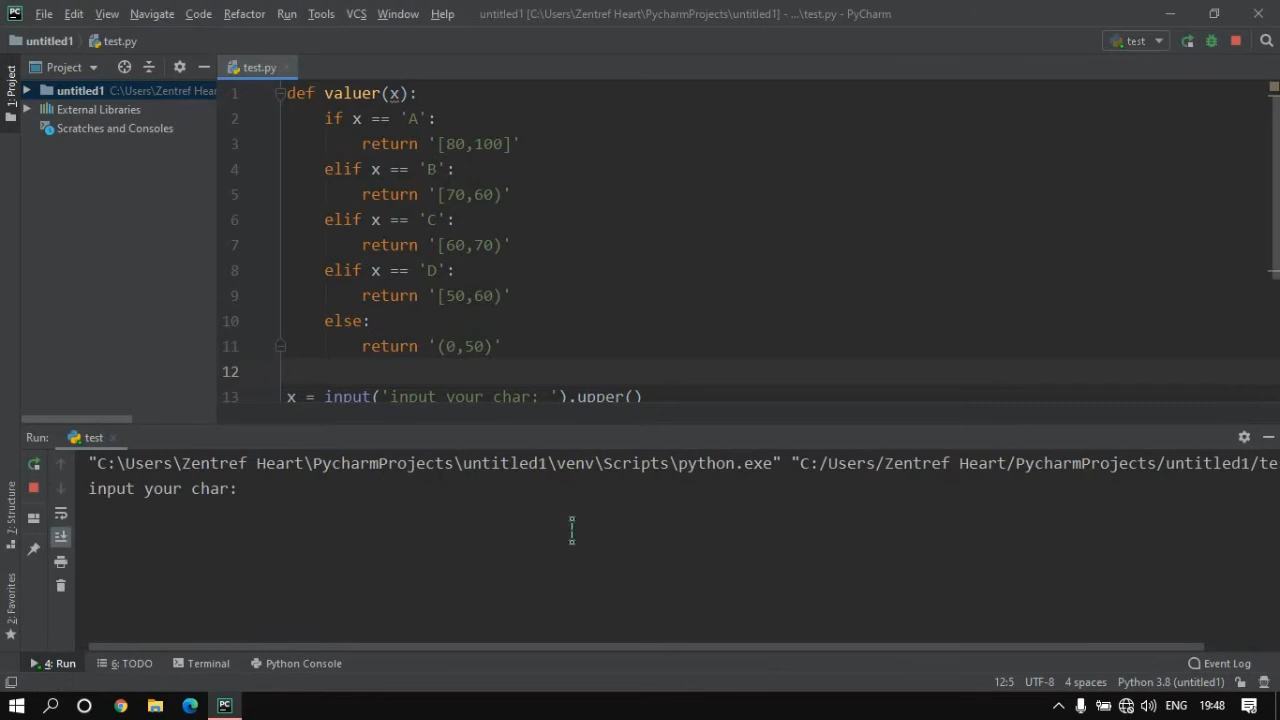 File Edit View Navigate Code Refactor Run Tools VCS Window Help untitled1 [C:\Users\Zentref Heart\PycharmProjects\untitled1] - ...\test.py - PyCharm
untitled1 test.py test
1: Project
Project test.py
untitled1 C:\Users\Zentref Hear
External Libraries
Scratches and Consoles
1 def valuer(x):
2 if x == 'A':
3 return '[80,100]'
4 elif x == 'B':
5 return '[70,60)'
6 elif x == 'C':
7 return '[60,70)'
8 elif x == 'D':
9 return '[50,60)'
10 else:
11 return '(0,50)'
12
13 x = input('input your char: ').upper()
Run: test
"C:\Users\Zentref Heart\PycharmProjects\untitled1\venv\Scripts\python.exe" "C:/Users/Zentref Heart/PycharmProjects/untitled1/te
input your char:
7: Structure
2: Favorites
4: Run 6: TODO Terminal Python Console Event Log
12:5 UTF-8 4 spaces Python 3.8 (untitled1)
ENG 19:48